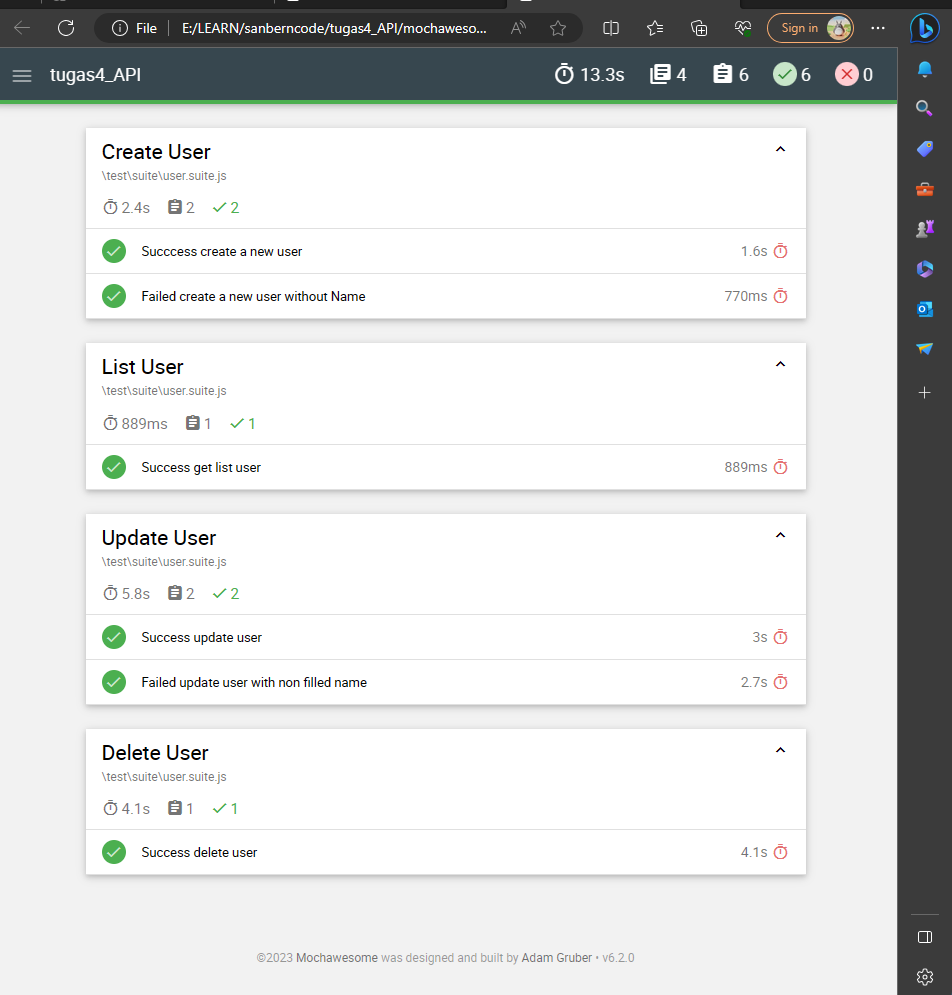 File E:/LEARN/sanberncode/tugas4_API/mochaweso... Sign in
tugas4_API 13.3s 4 6 6 0
Create User
\test\suite\user.suite.js
2.4s 2 2
Succcess create a new user 1.6s
Failed create a new user without Name 770ms
List User
\test\suite\user.suite.js
889ms 1 1
Success get list user 889ms
Update User
\test\suite\user.suite.js
5.8s 2 2
Success update user 3s
Failed update user with non filled name 2.7s
Delete User
\test\suite\user.suite.js
4.1s 1 1
Success delete user 4.1s
©2023 Mochawesome was designed and built by Adam Gruber • v6.2.0